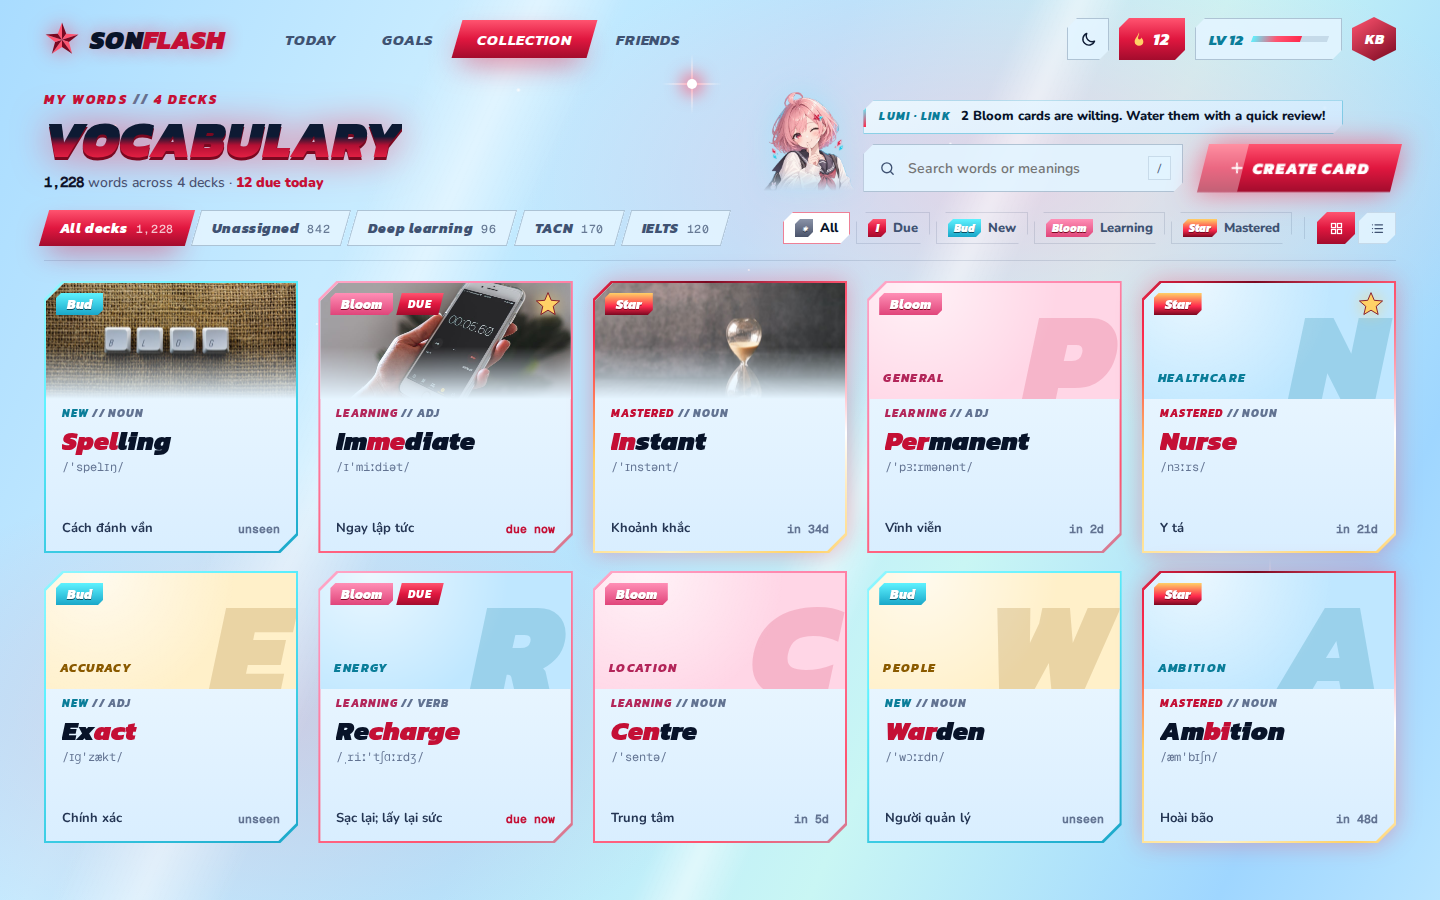 SONFLASH
TODAY
GOALS
COLLECTION
FRIENDS
12
LV 12
KB
MY WORDS // 4 DECKS
VOCABULARY
1,228 words across 4 decks · 12 due today
LUMI · LINK 2 Bloom cards are wilting. Water them with a quick review!
Search words or meanings /
+ CREATE CARD
All decks 1,228
Unassigned 842
Deep learning 96
TACN 170
IELTS 120
All
! Due
Bud New
Bloom Learning
Star Mastered
Bud
B L O G
NEW // NOUN
Spelling
/ˈspelɪŋ/
Cách đánh vần
unseen
Bloom DUE
00:05.60
LEARNING // ADJ
Immediate
/ɪˈmiːdiət/
Ngay lập tức
due now
Star
MASTERED // NOUN
Instant
/ˈɪnstənt/
Khoảnh khắc
in 34d
Bloom
P
GENERAL
LEARNING // ADJ
Permanent
/ˈpɜːrmənənt/
Vĩnh viễn
in 2d
Star
N
HEALTHCARE
MASTERED // NOUN
Nurse
/nɜːrs/
Y tá
in 21d
Bud
E
ACCURACY
NEW // ADJ
Exact
/ɪɡˈzækt/
Chính xác
unseen
Bloom DUE
R
ENERGY
LEARNING // VERB
Recharge
/ˌriːˈtʃɑːrdʒ/
Sạc lại; lấy lại sức
due now
Bloom
C
LOCATION
LEARNING // NOUN
Centre
/ˈsentə/
Trung tâm
in 5d
Bud
W
PEOPLE
NEW // NOUN
Warden
/ˈwɔːrdn/
Người quản lý
unseen
Star
A
AMBITION
MASTERED // NOUN
Ambition
/æmˈbɪʃn/
Hoài bão
in 48d